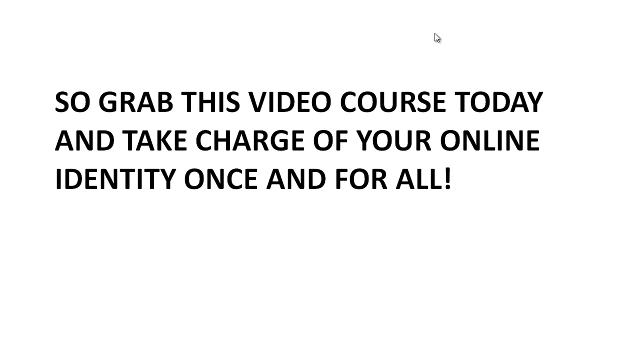 SO GRAB THIS VIDEO COURSE TODAY
AND TAKE CHARGE OF YOUR ONLINE
IDENTITY ONCE AND FOR ALL!